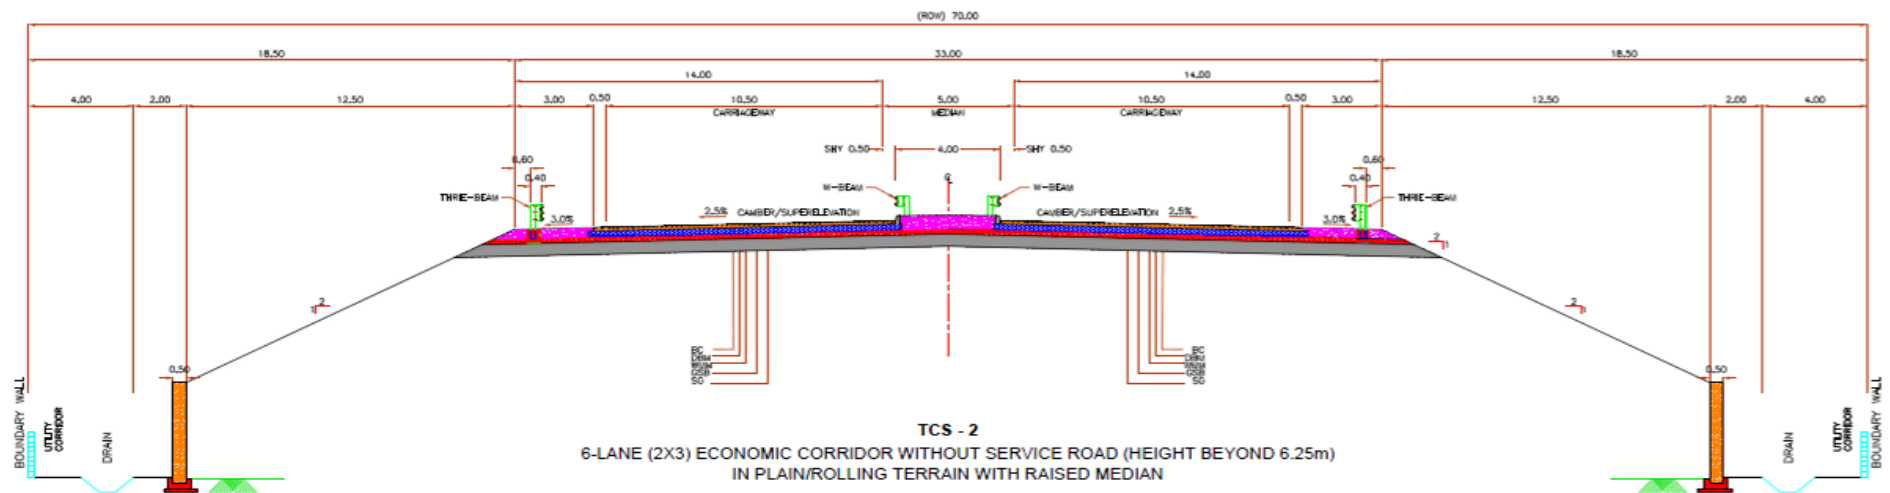 (ROW) 70.00
18.50 33.00 18.50
14.00 14.00
4.00 2.00 12.50 3.00 0.50 10.50 5.00 10.50 0.50 3.00 12.50 2.00 4.00
CARRIAGEWAY MEDIAN CARRIAGEWAY
SHY 0.50 4.00 SHY 0.50
0.60 0.60
0.40 0.40
THRIE-BEAM W-BEAM W-BEAM THRIE-BEAM
3.0% 2.5% CAMBER/SUPERELEVATION CAMBER/SUPERELEVATION 2.5% 3.0%
2
1
2
1
2
1
BC BC
DBM DBM
WMM WMM
GSB GSB
SG SG
0.50 0.50
BOUNDARY WALL
UTILITY
CORRIDOR
DRAIN
DRAIN
UTILITY
CORRIDOR
BOUNDARY WALL
TCS - 2
6-LANE (2X3) ECONOMIC CORRIDOR WITHOUT SERVICE ROAD (HEIGHT BEYOND 6.25m)
IN PLAIN/ROLLING TERRAIN WITH RAISED MEDIAN